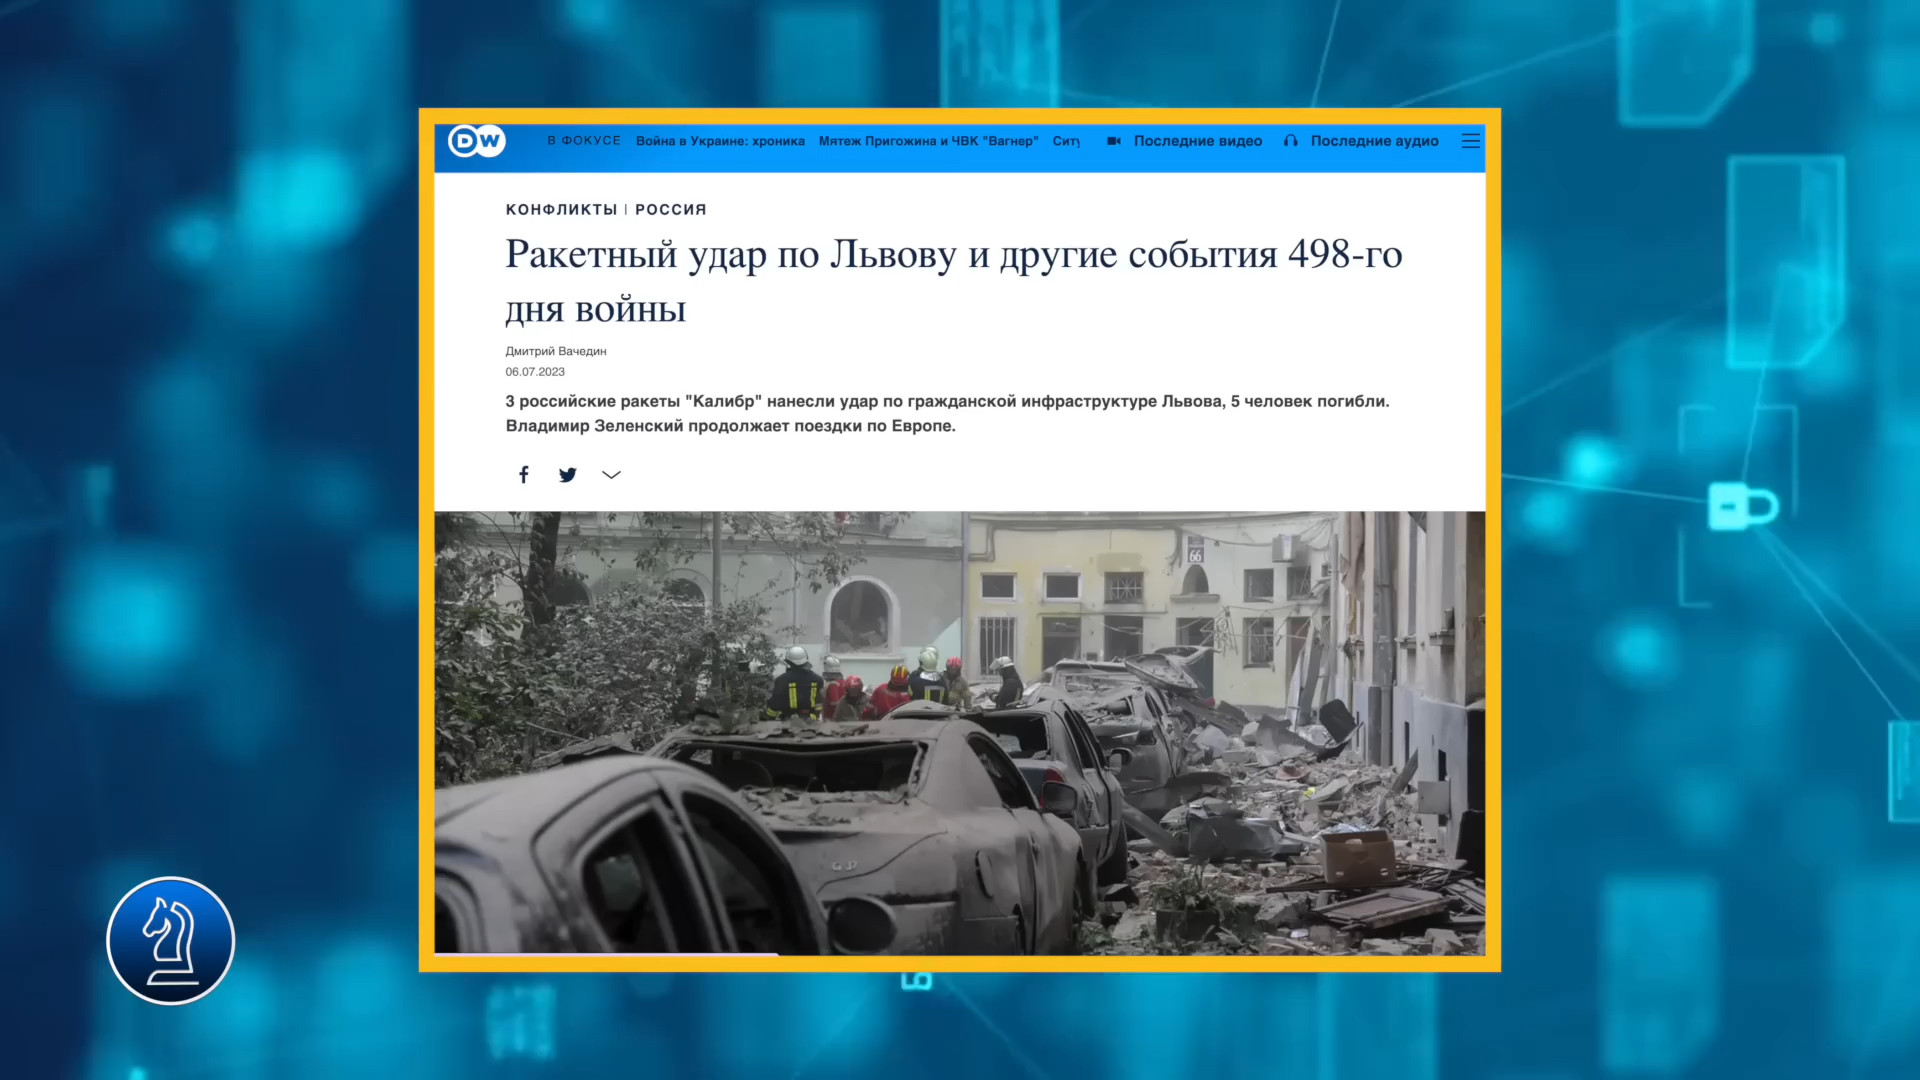 DW
В ФОКУСЕ Война в Украине: хроника Мятеж Пригожина и ЧВК "Вагнер" Последние видео Последние аудио
КОНФЛИКТЫ | РОССИЯ
Ракетный удар по Львову и другие события 498-го
дня войны
Дмитрий Вачедин
06.07.2023
3 российские ракеты "Калибр" нанесли удар по гражданской инфраструктуре Львова, 5 человек погибли.
Владимир Зеленский продолжает поездки по Европе.
66